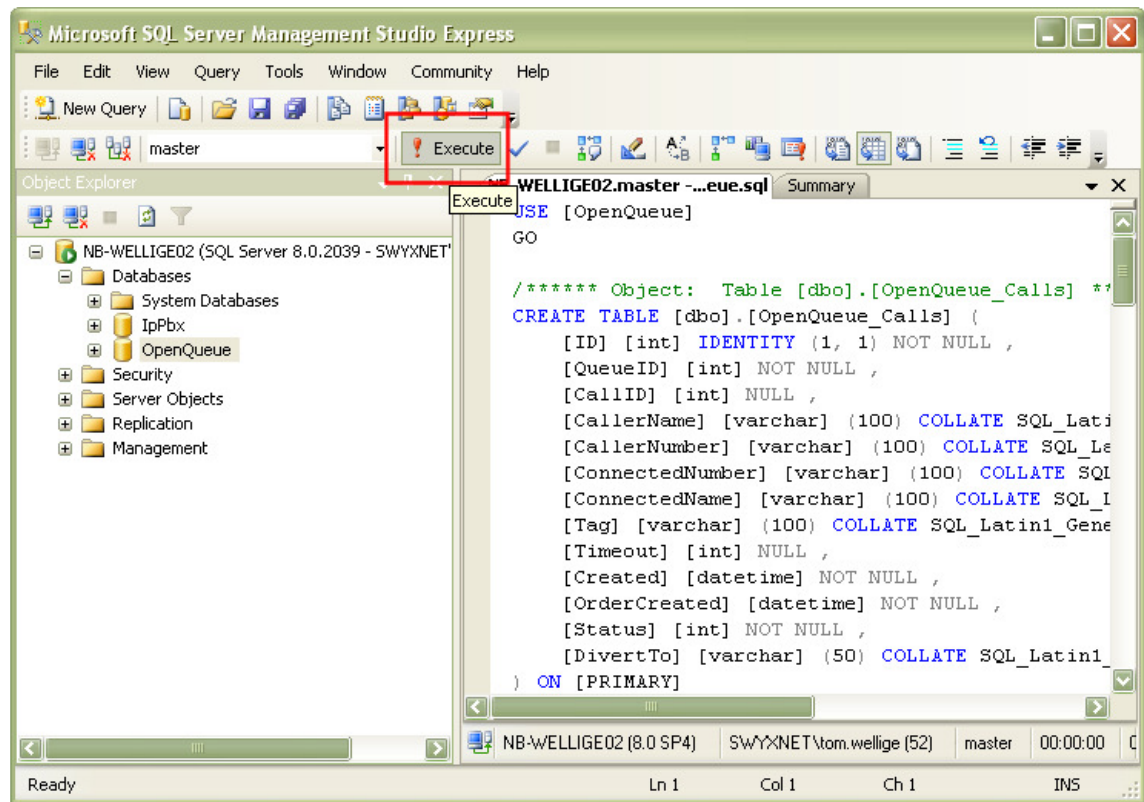 Microsoft SQL Server Management Studio Express
File Edit View Query Tools Window Community Help
New Query
master Execute
Object Explorer
Execute
WELLIGE02.master -...eue.sql Summary
NB-WELLIGE02 (SQL Server 8.0.2039 - SWYXNET\
Databases
System Databases
IpPbx
OpenQueue
Security
Server Objects
Replication
Management
USE [OpenQueue]
GO
/****** Object: Table [dbo].[OpenQueue_Calls] **
CREATE TABLE [dbo].[OpenQueue_Calls] (
[ID] [int] IDENTITY (1, 1) NOT NULL ,
[QueueID] [int] NOT NULL ,
[CallID] [int] NULL ,
[CallerName] [varchar] (100) COLLATE SQL_Lati
[CallerNumber] [varchar] (100) COLLATE SQL_La
[ConnectedNumber] [varchar] (100) COLLATE SQL
[ConnectedName] [varchar] (100) COLLATE SQL_L
[Tag] [varchar] (100) COLLATE SQL_Latin1_Gene
[Timeout] [int] NULL ,
[Created] [datetime] NOT NULL ,
[OrderCreated] [datetime] NOT NULL ,
[Status] [int] NOT NULL ,
[DivertTo] [varchar] (50) COLLATE SQL_Latin1_
) ON [PRIMARY]
NB-WELLIGE02 (8.0 SP4) SWYXNET\tom.wellige (52) master 00:00:00
Ready Ln 1 Col 1 Ch 1 INS